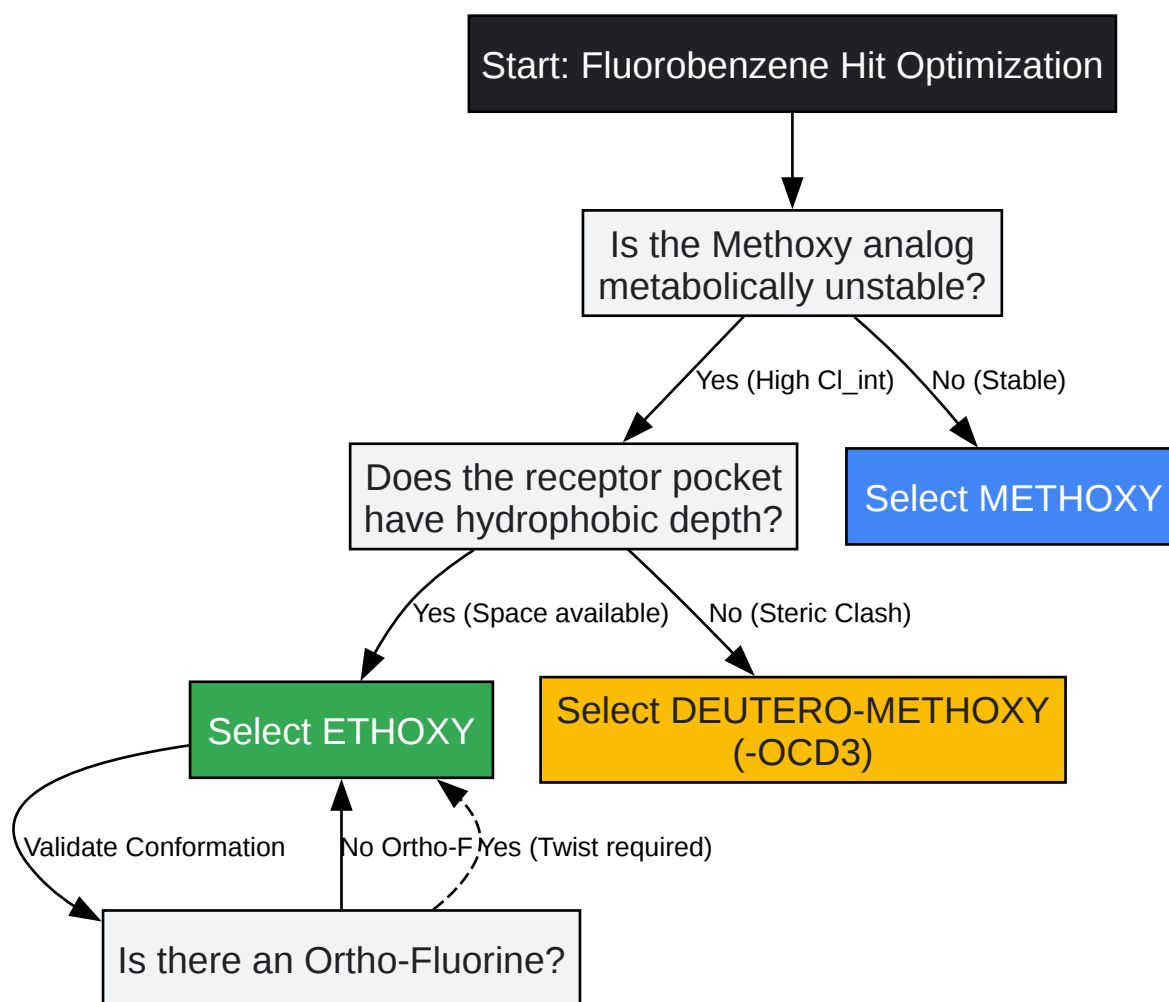 Start: Fluorobenzene Hit Optimization
Is the Methoxy analog
metabolically unstable?
Yes (High Cl_int)
No (Stable)
Does the receptor pocket
have hydrophobic depth?
Select METHOXY
Yes (Space available)
No (Steric Clash)
Select ETHOXY
Select DEUTERO-METHOXY
(-OCD3)
Validate Conformation
No Ortho-F
Yes (Twist required)
Is there an Ortho-Fluorine?